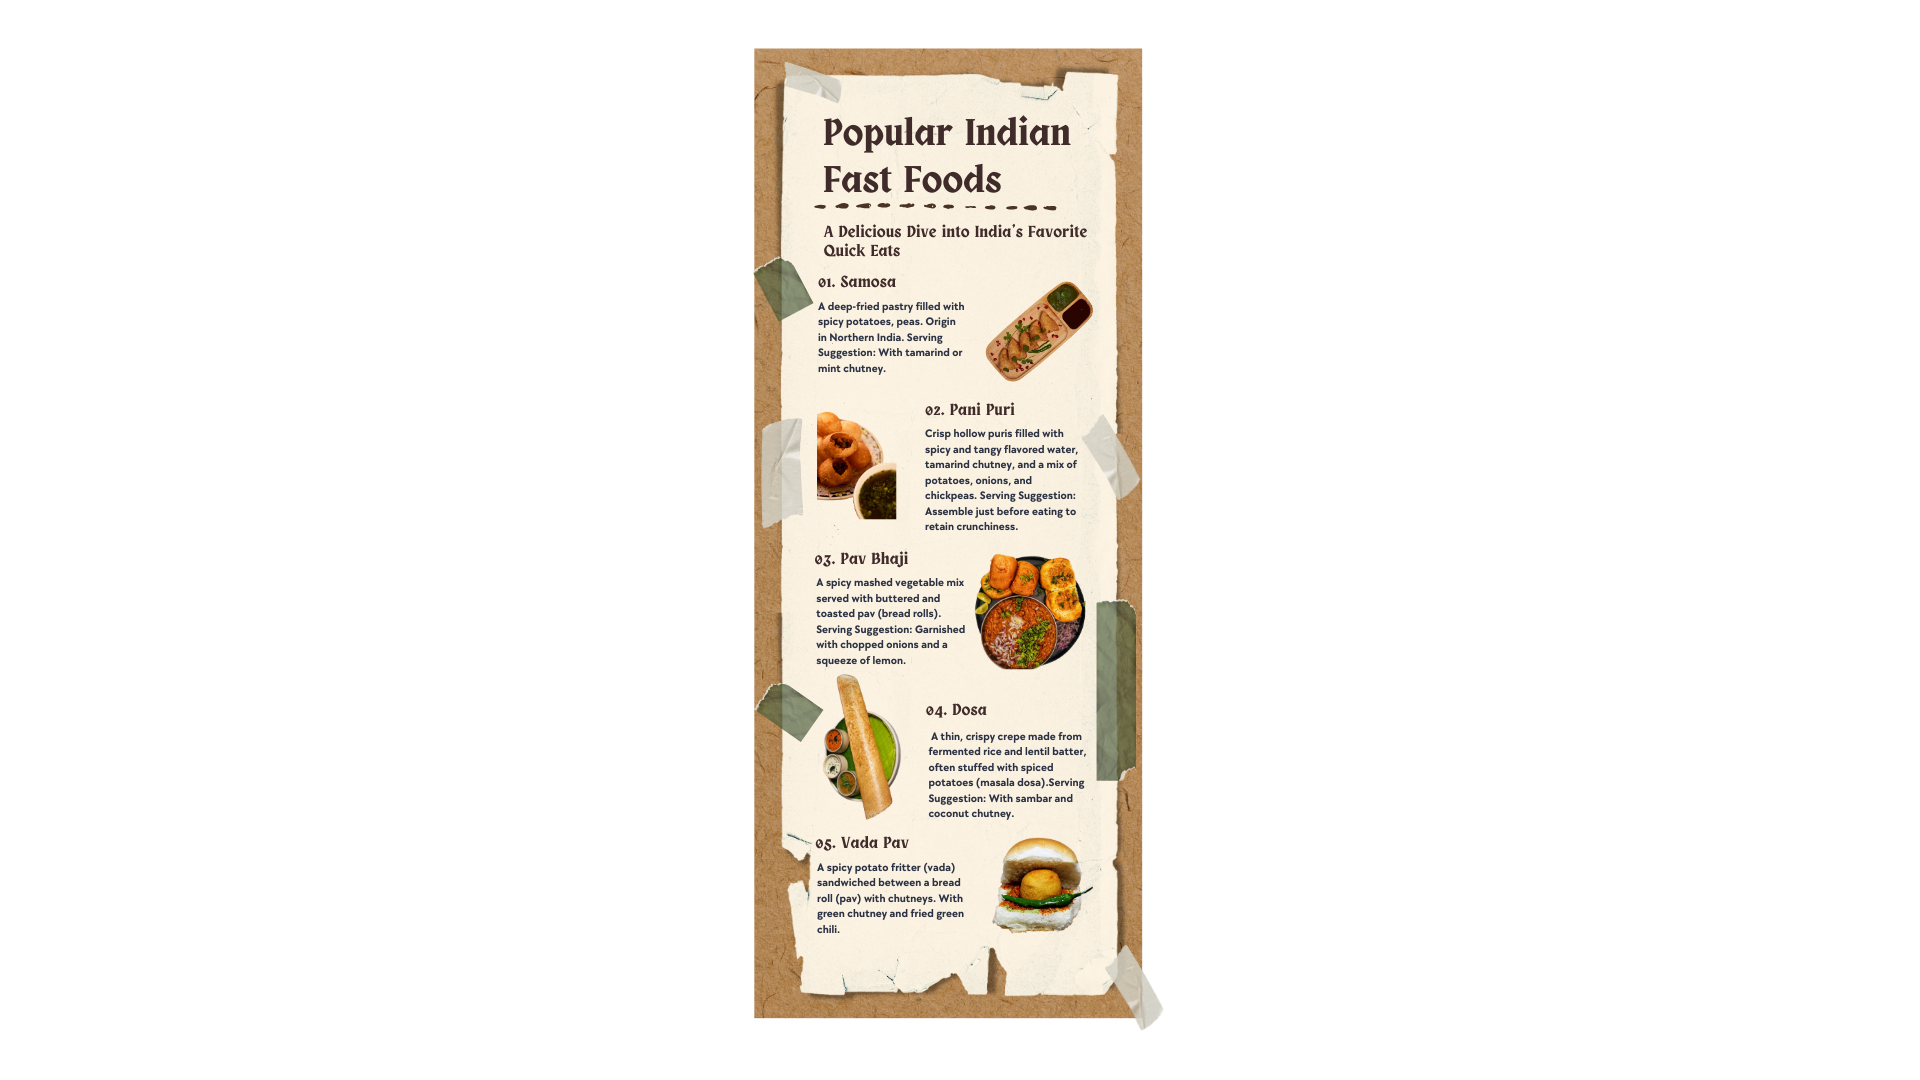 Popular Indian
Fast Foods
A Delicious Dive into India's Favorite
Quick Eats
01. Samosa
A deep-fried pastry filled with
spicy potatoes, peas. Origin
in Northern India. Serving
Suggestion: With tamarind or
mint chutney.
02. Pani Puri
Crisp hollow puris filled with
spicy and tangy flavored water,
tamarind chutney, and a mix of
potatoes, onions, and
chickpeas. Serving Suggestion:
Assemble just before eating to
retain crunchiness.
03. Pav Bhaji
A spicy mashed vegetable mix
served with buttered and
toasted pav (bread rolls).
Serving Suggestion: Garnished
with chopped onions and a
squeeze of lemon.
04. Dosa
A thin, crispy crepe made from
fermented rice and lentil batter,
often stuffed with spiced
potatoes (masala dosa).Serving
Suggestion: With sambar and
coconut chutney.
05. Vada Pav
A spicy potato fritter (vada)
sandwiched between a bread
roll (pav) with chutneys. With
green chutney and fried green
chili.